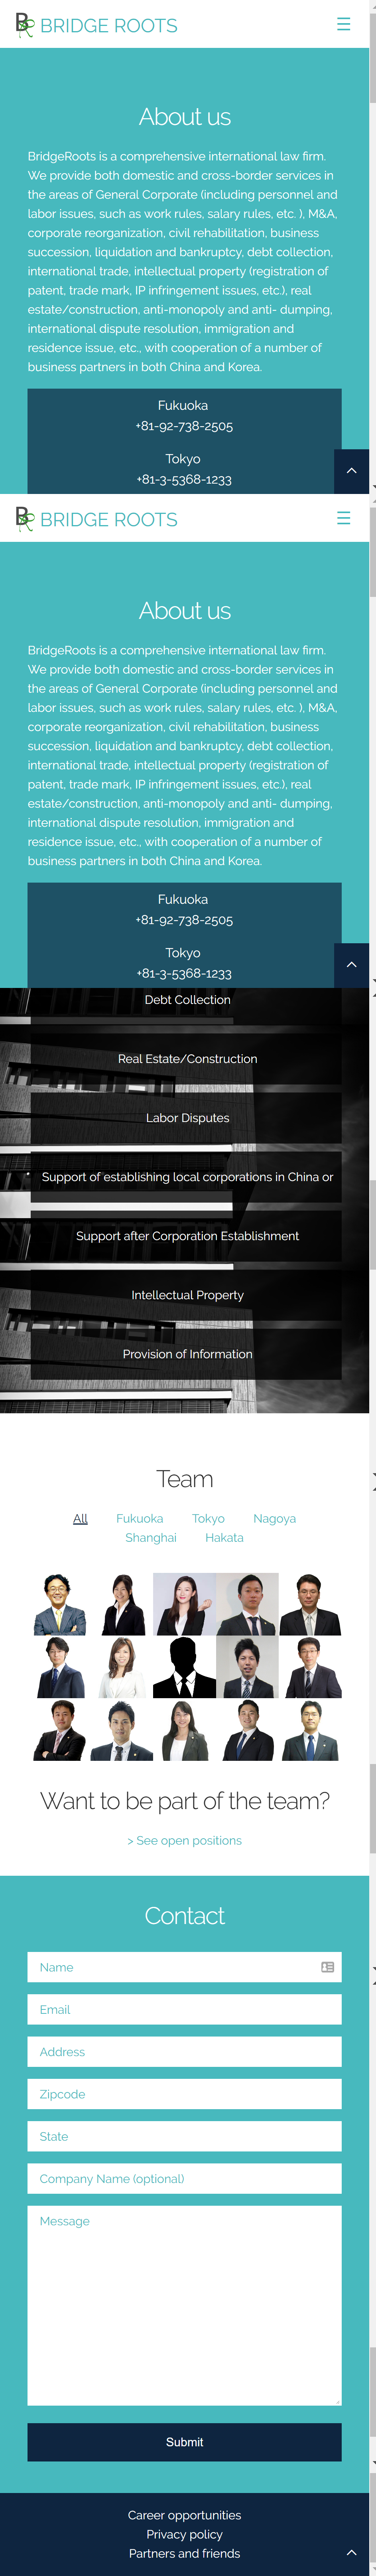 BR BRIDGE ROOTS
About us
BridgeRoots is a comprehensive international law firm.
We provide both domestic and cross-border services in
the areas of General Corporate (including personnel and
labor issues, such as work rules, salary rules, etc. ), M&A,
corporate reorganization, civil rehabilitation, business
succession, liquidation and bankruptcy, debt collection,
international trade, intellectual property (registration of
patent, trade mark, IP infringement issues, etc.), real
estate/construction, anti-monopoly and anti- dumping,
international dispute resolution, immigration and
residence issue, etc., with cooperation of a number of
business partners in both China and Korea.
Fukuoka
+81-92-738-2505
Tokyo
+81-3-5368-1233
BR BRIDGE ROOTS
About us
BridgeRoots is a comprehensive international law firm.
We provide both domestic and cross-border services in
the areas of General Corporate (including personnel and
labor issues, such as work rules, salary rules, etc. ), M&A,
corporate reorganization, civil rehabilitation, business
succession, liquidation and bankruptcy, debt collection,
international trade, intellectual property (registration of
patent, trade mark, IP infringement issues, etc.), real
estate/construction, anti-monopoly and anti- dumping,
international dispute resolution, immigration and
residence issue, etc., with cooperation of a number of
business partners in both China and Korea.
Fukuoka
+81-92-738-2505
Tokyo
+81-3-5368-1233
Debt Collection
Real Estate/Construction
Labor Disputes
Support of establishing local corporations in China or
Support after Corporation Establishment
Intellectual Property
Provision of Information
Team
All Fukuoka Tokyo Nagoya
Shanghai Hakata
Want to be part of the team?
> See open positions
Contact
Name
Email
Address
Zipcode
State
Company Name (optional)
Message
Submit
Career opportunities
Privacy policy
Partners and friends